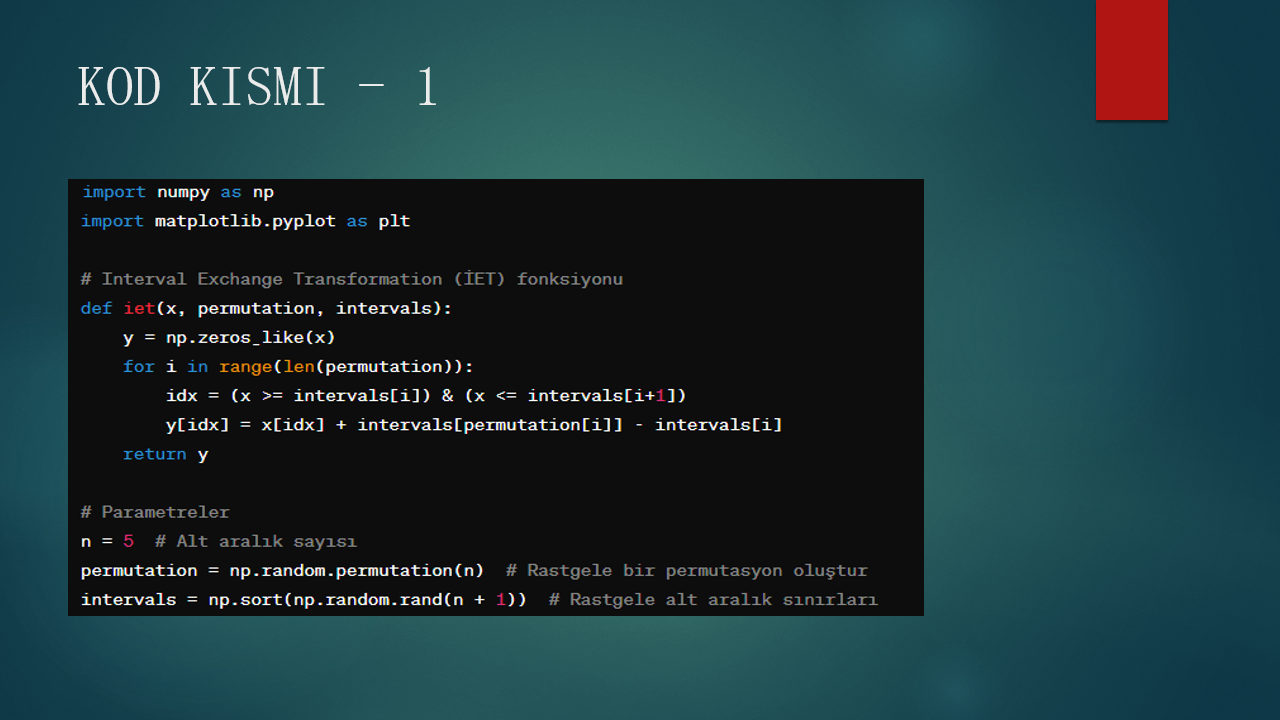 KOD KISMI - 1
import numpy as np
import matplotlib.pyplot as plt
# Interval Exchange Transformation (İET) fonksiyonu
def iet(x, permutation, intervals):
    y = np.zeros_like(x)
    for i in range(len(permutation)):
        idx = (x >= intervals[i]) & (x <= intervals[i+1])
        y[idx] = x[idx] + intervals[permutation[i]] - intervals[i]
    return y
# Parametreler
n = 5  # Alt aralık sayısı
permutation = np.random.permutation(n)  # Rastgele bir permutasyon oluştur
intervals = np.sort(np.random.rand(n + 1))  # Rastgele alt aralık sınırları